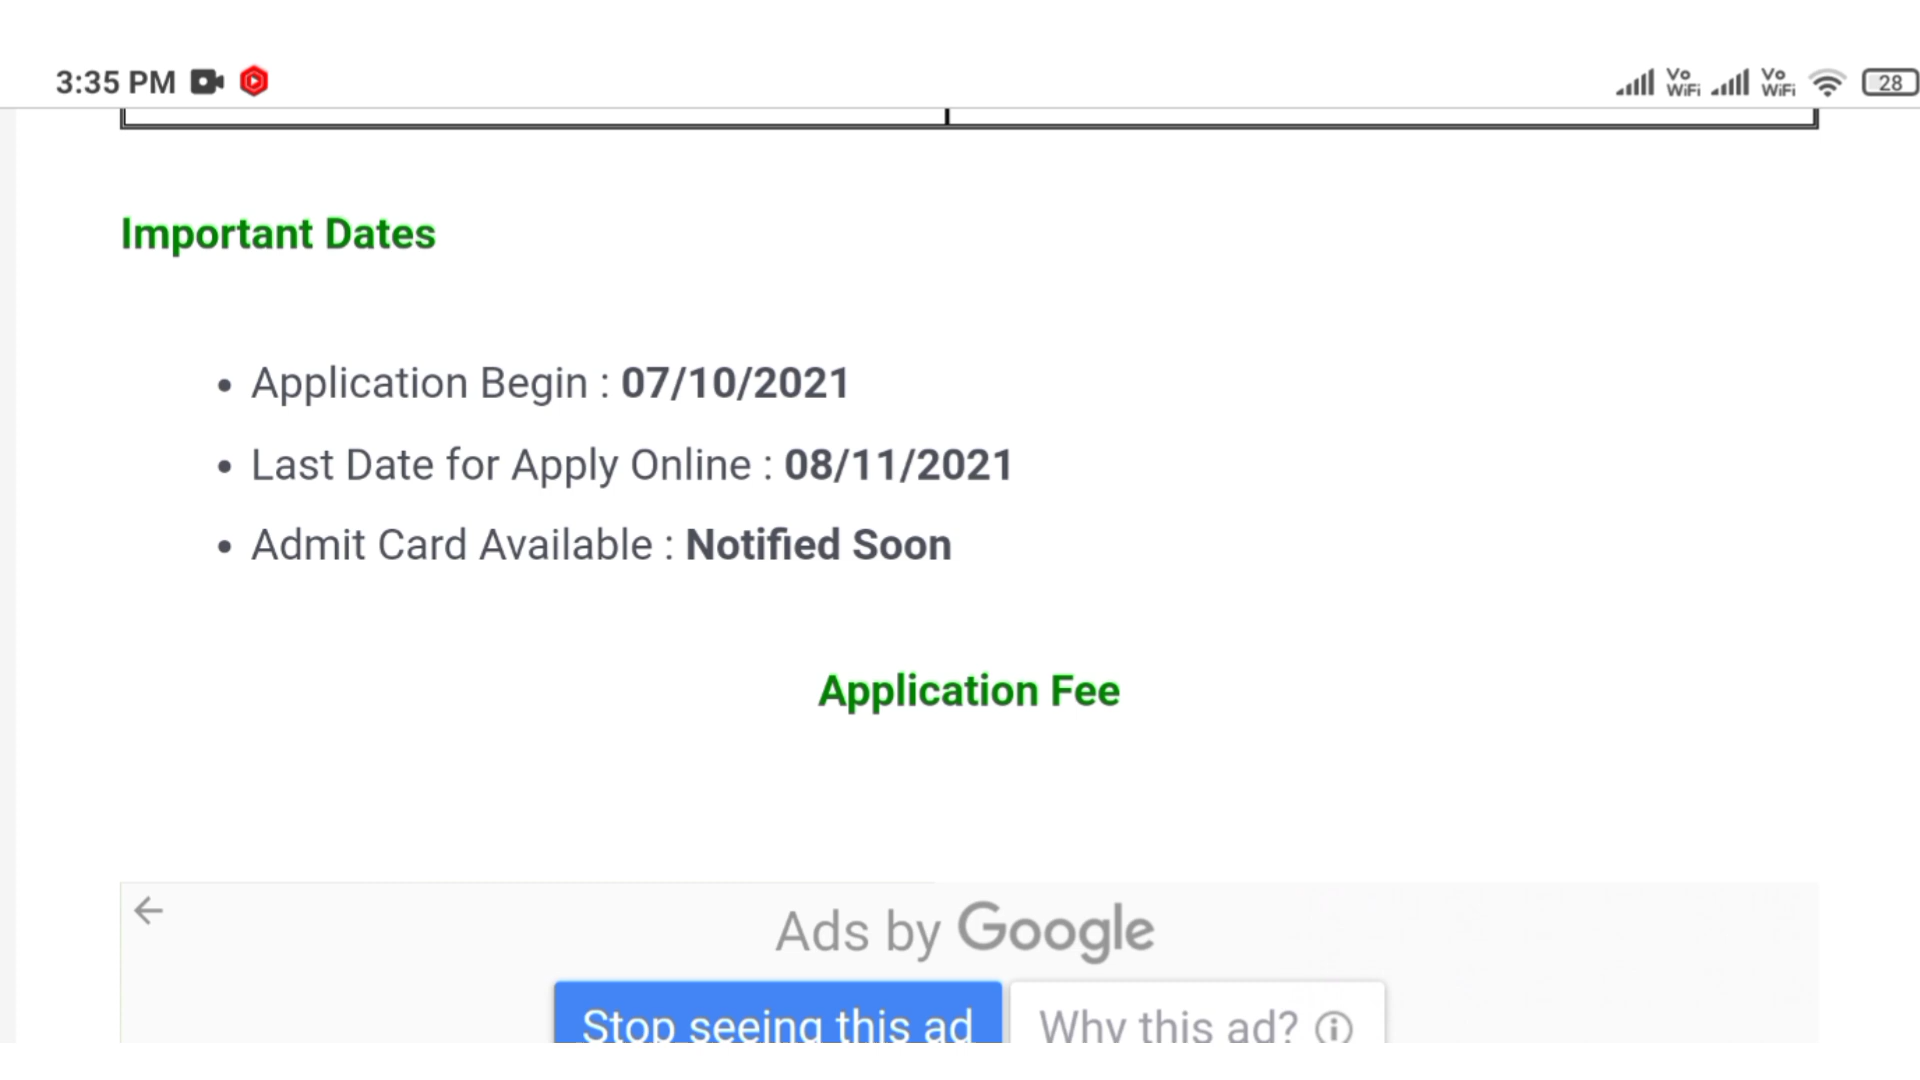 3:35 PM Vo WiFi Vo WiFi 28
Important Dates
• Application Begin : 07/10/2021
• Last Date for Apply Online : 08/11/2021
• Admit Card Available : Notified Soon
Application Fee
Ads by Google
Stop seeing this ad Why this ad?